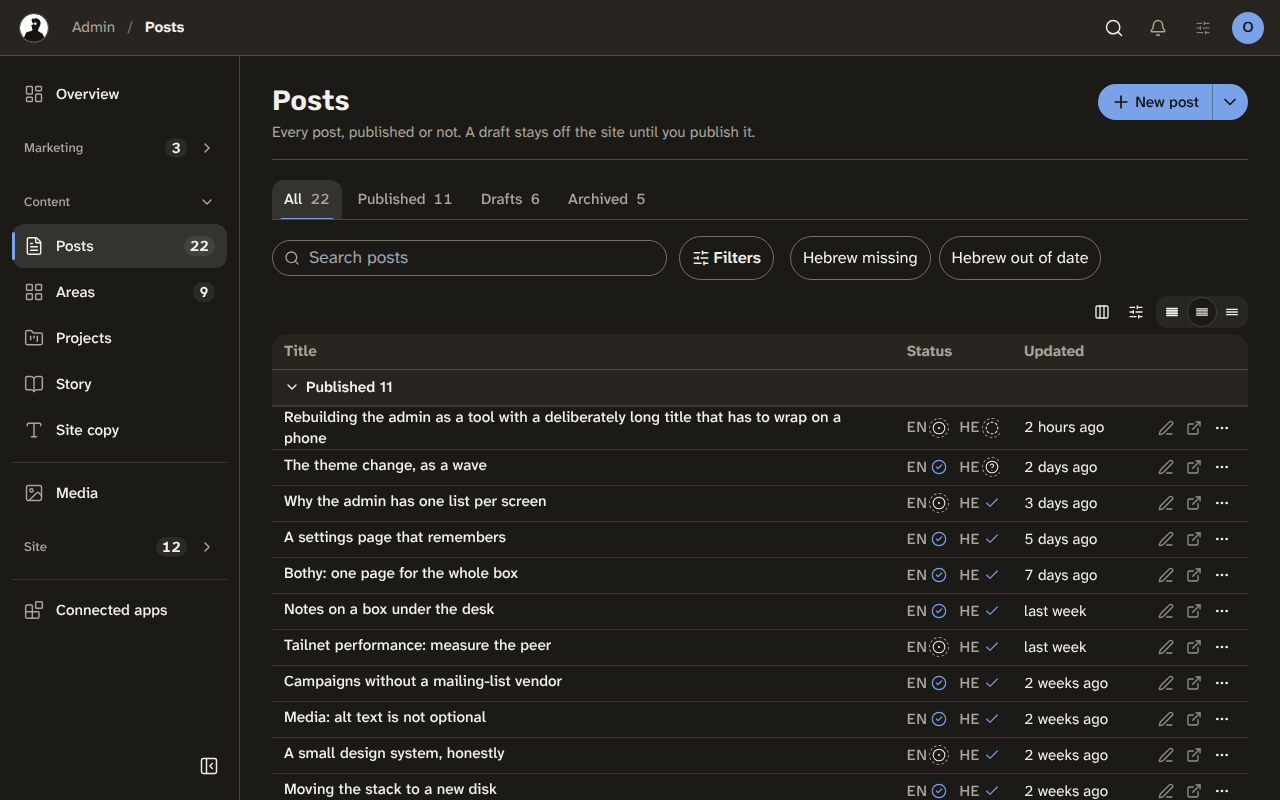 Admin / Posts
O
Overview
Marketing 3
Content
Posts 22
Areas 9
Projects
Story
Site copy
Media
Site 12
Connected apps
Posts
Every post, published or not. A draft stays off the site until you publish it.
New post
All 22 Published 11 Drafts 6 Archived 5
Search posts
Filters
Hebrew missing
Hebrew out of date
Title Status Updated
Published 11
Rebuilding the admin as a tool with a deliberately long title that has to wrap on a
phone
EN HE 2 hours ago
The theme change, as a wave EN HE 2 days ago
Why the admin has one list per screen EN HE 3 days ago
A settings page that remembers EN HE 5 days ago
Bothy: one page for the whole box EN HE 7 days ago
Notes on a box under the desk EN HE last week
Tailnet performance: measure the peer EN HE last week
Campaigns without a mailing-list vendor EN HE 2 weeks ago
Media: alt text is not optional EN HE 2 weeks ago
A small design system, honestly EN HE 2 weeks ago
Moving the stack to a new disk EN HE 2 weeks ago